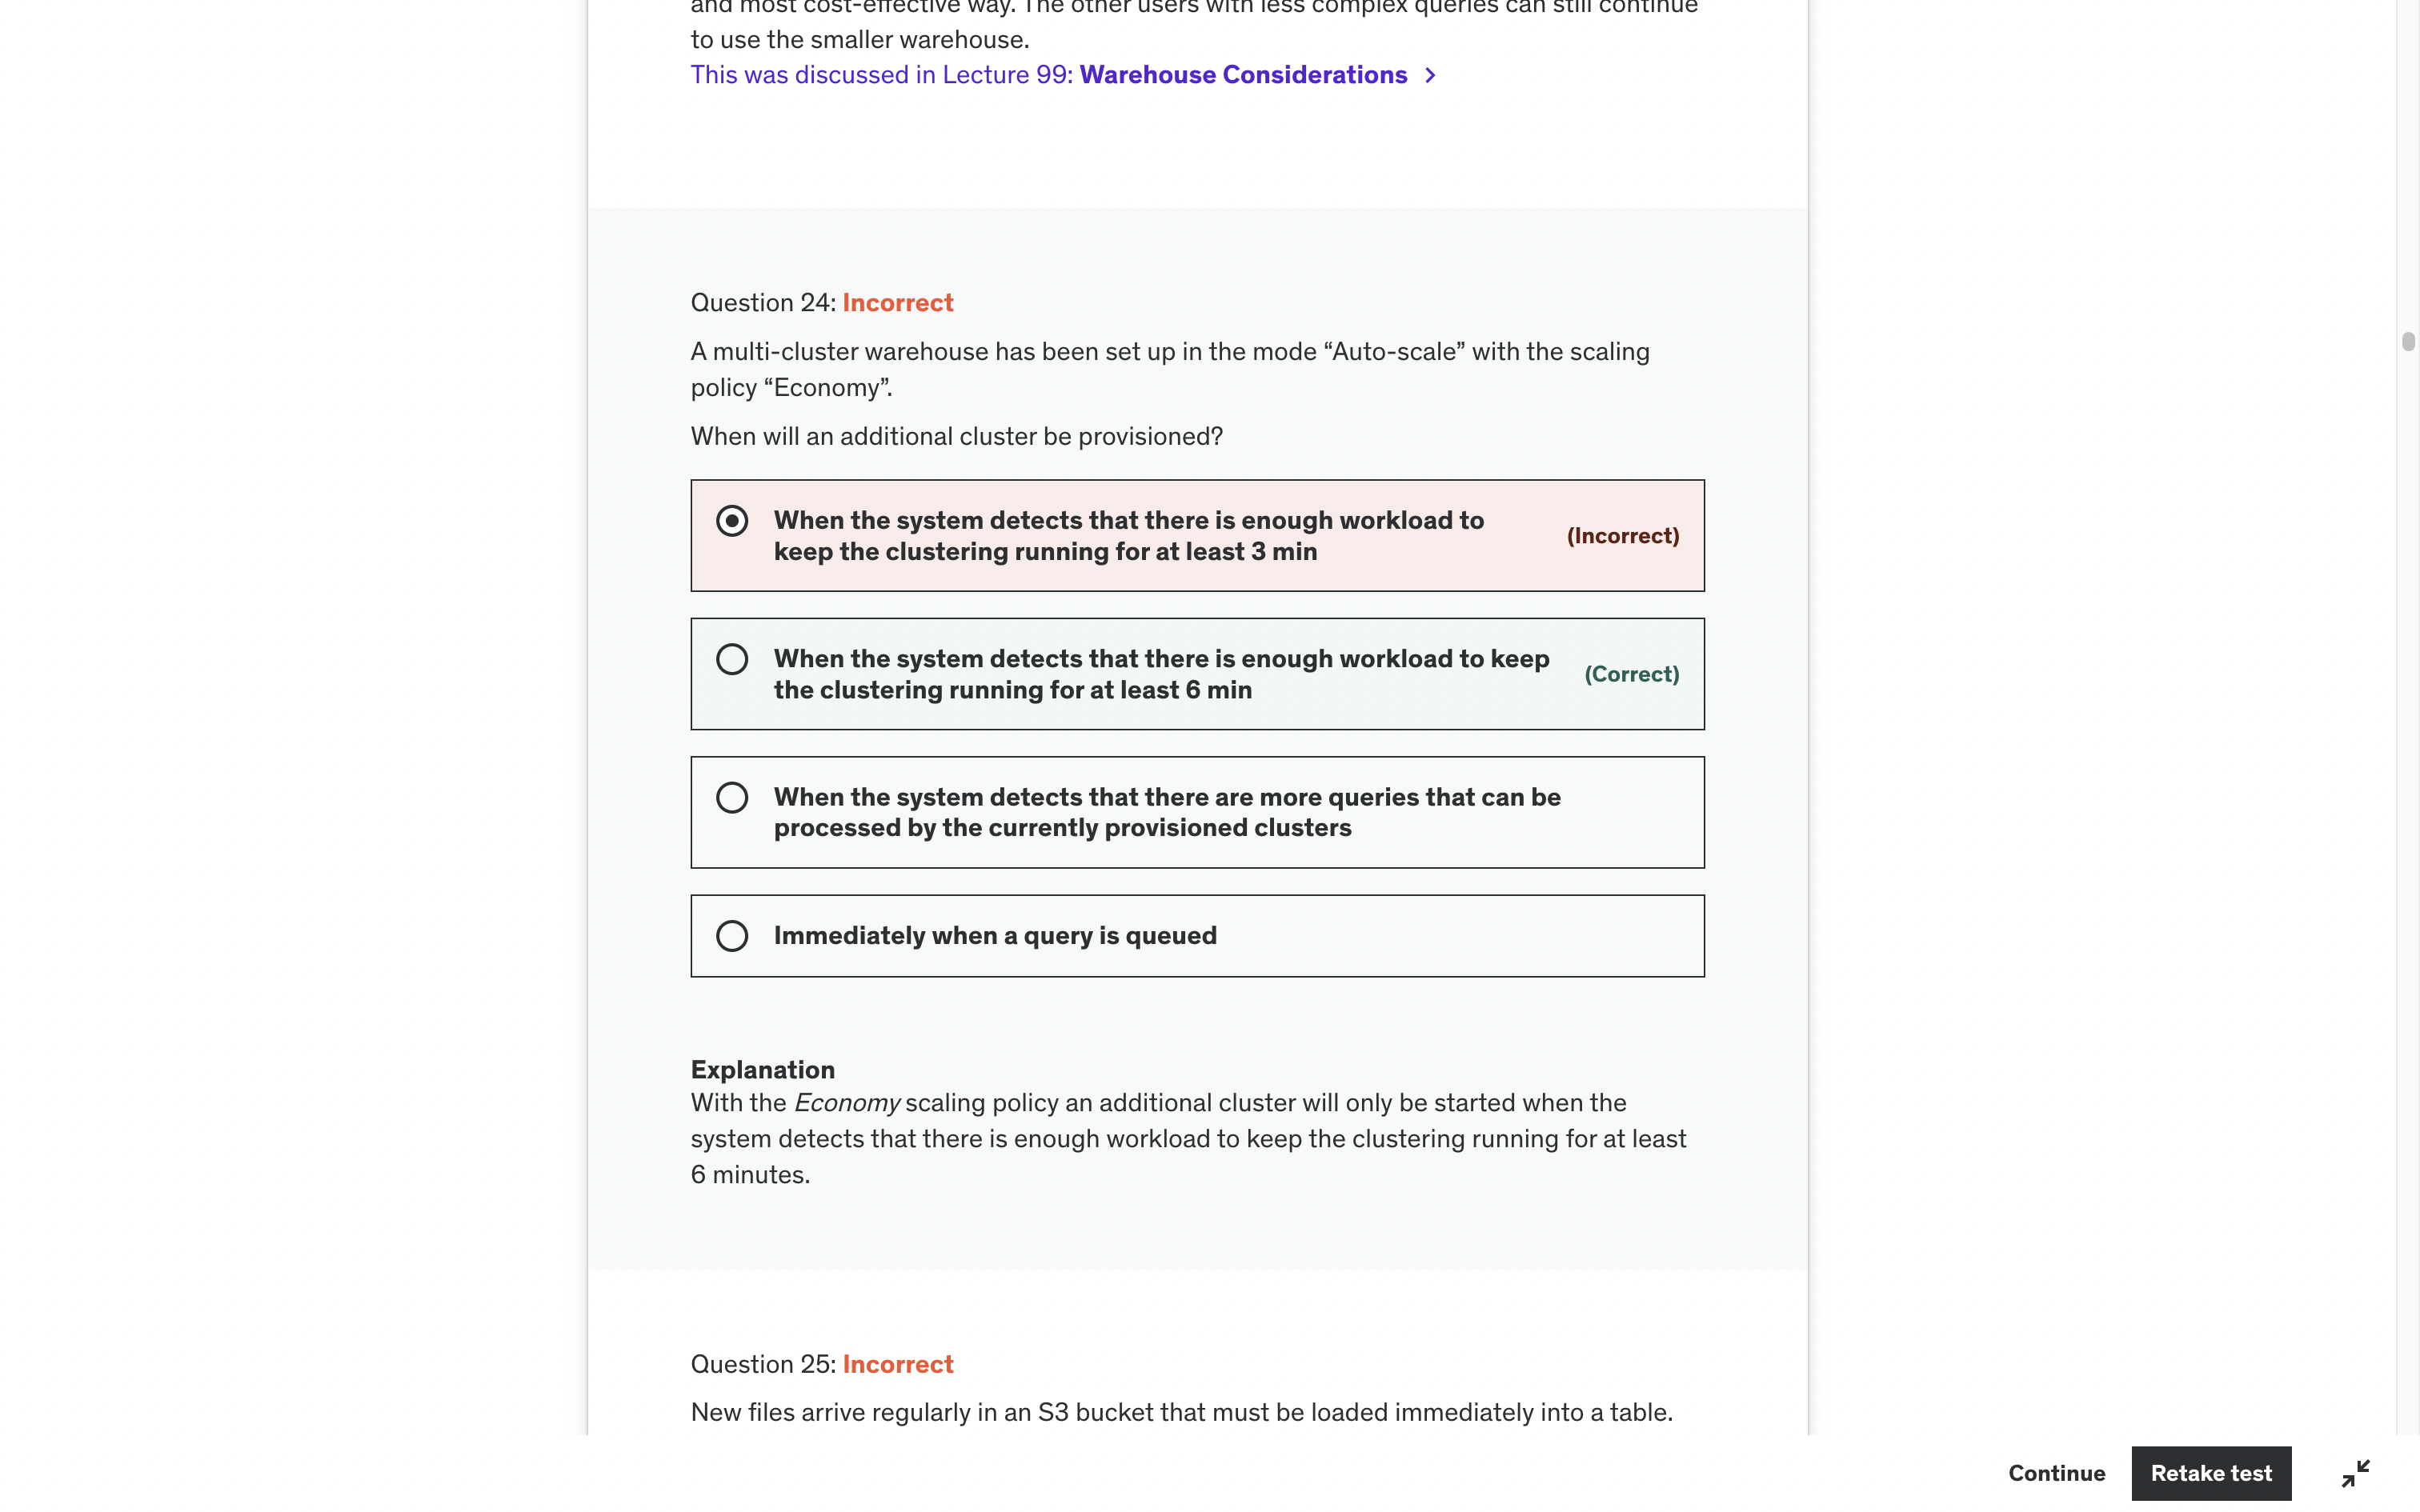 and most cost-effective way. The other users with less complex queries can still continue
to use the smaller warehouse.
This was discussed in Lecture 99: Warehouse Considerations >
Question 24: Incorrect
A multi-cluster warehouse has been set up in the mode “Auto-scale” with the scaling
policy “Economy”.
When will an additional cluster be provisioned?
When the system detects that there is enough workload to
keep the clustering running for at least 3 min
(Incorrect)
When the system detects that there is enough workload to keep
the clustering running for at least 6 min
(Correct)
When the system detects that there are more queries that can be
processed by the currently provisioned clusters
Immediately when a query is queued
Explanation
With the Economy scaling policy an additional cluster will only be started when the
system detects that there is enough workload to keep the clustering running for at least
6 minutes.
Question 25: Incorrect
New files arrive regularly in an S3 bucket that must be loaded immediately into a table.
Continue
Retake test